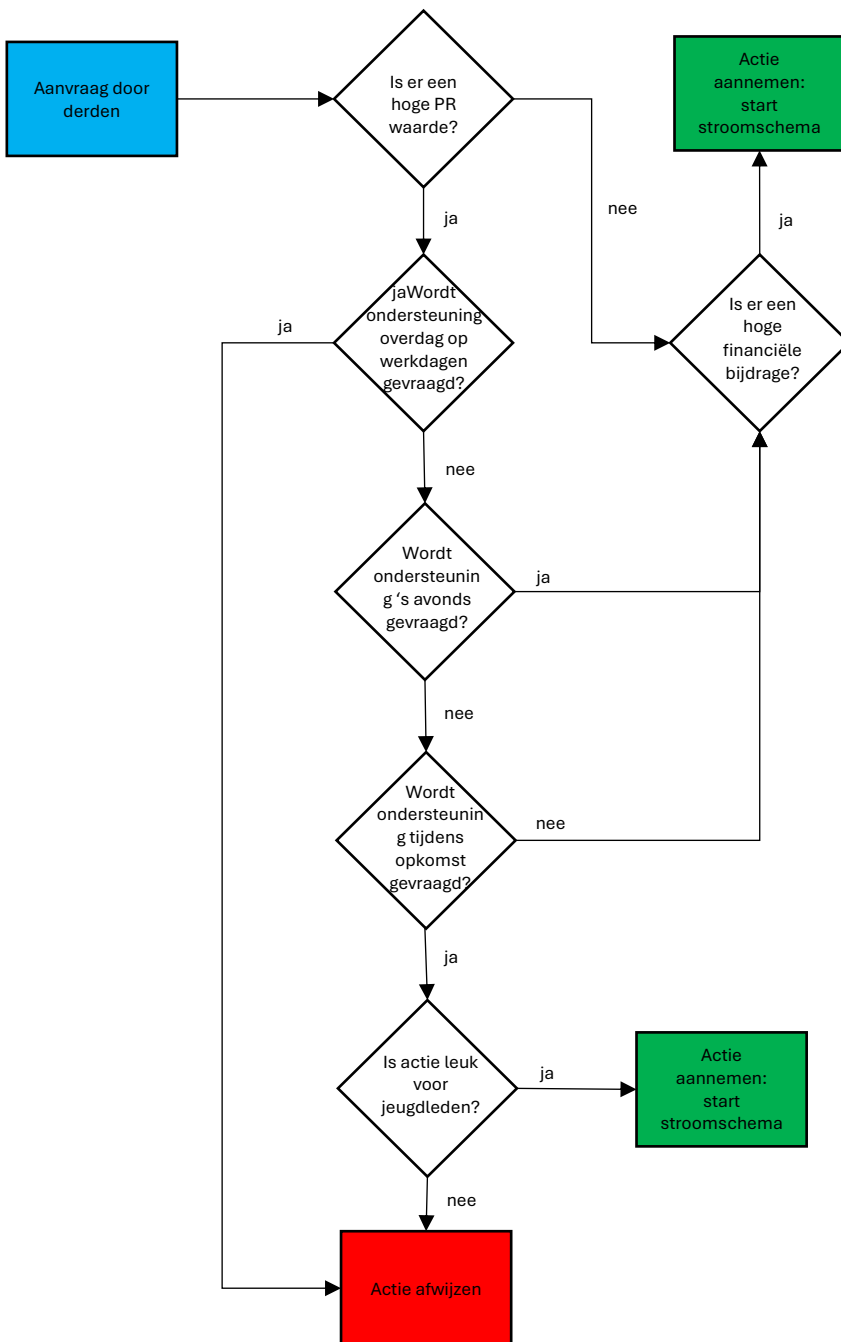 Aanvraag door
derden
Is er een
hoge PR
waarde?
Actie
aannemen:
start
stroomschema
nee
ja
ja
jaWordt
ondersteuning
overdag op
werkdagen
gevraagd?
ja
Is er een
hoge
financiële
bijdrage?
nee
Wordt
ondersteunin
g ‘s avonds
gevraagd?
ja
nee
Wordt
ondersteunin
g tijdens
opkomst
gevraagd?
nee
ja
Is actie leuk
voor
jeugdleden?
ja
Actie
aannemen:
start
stroomschema
nee
Actie afwijzen